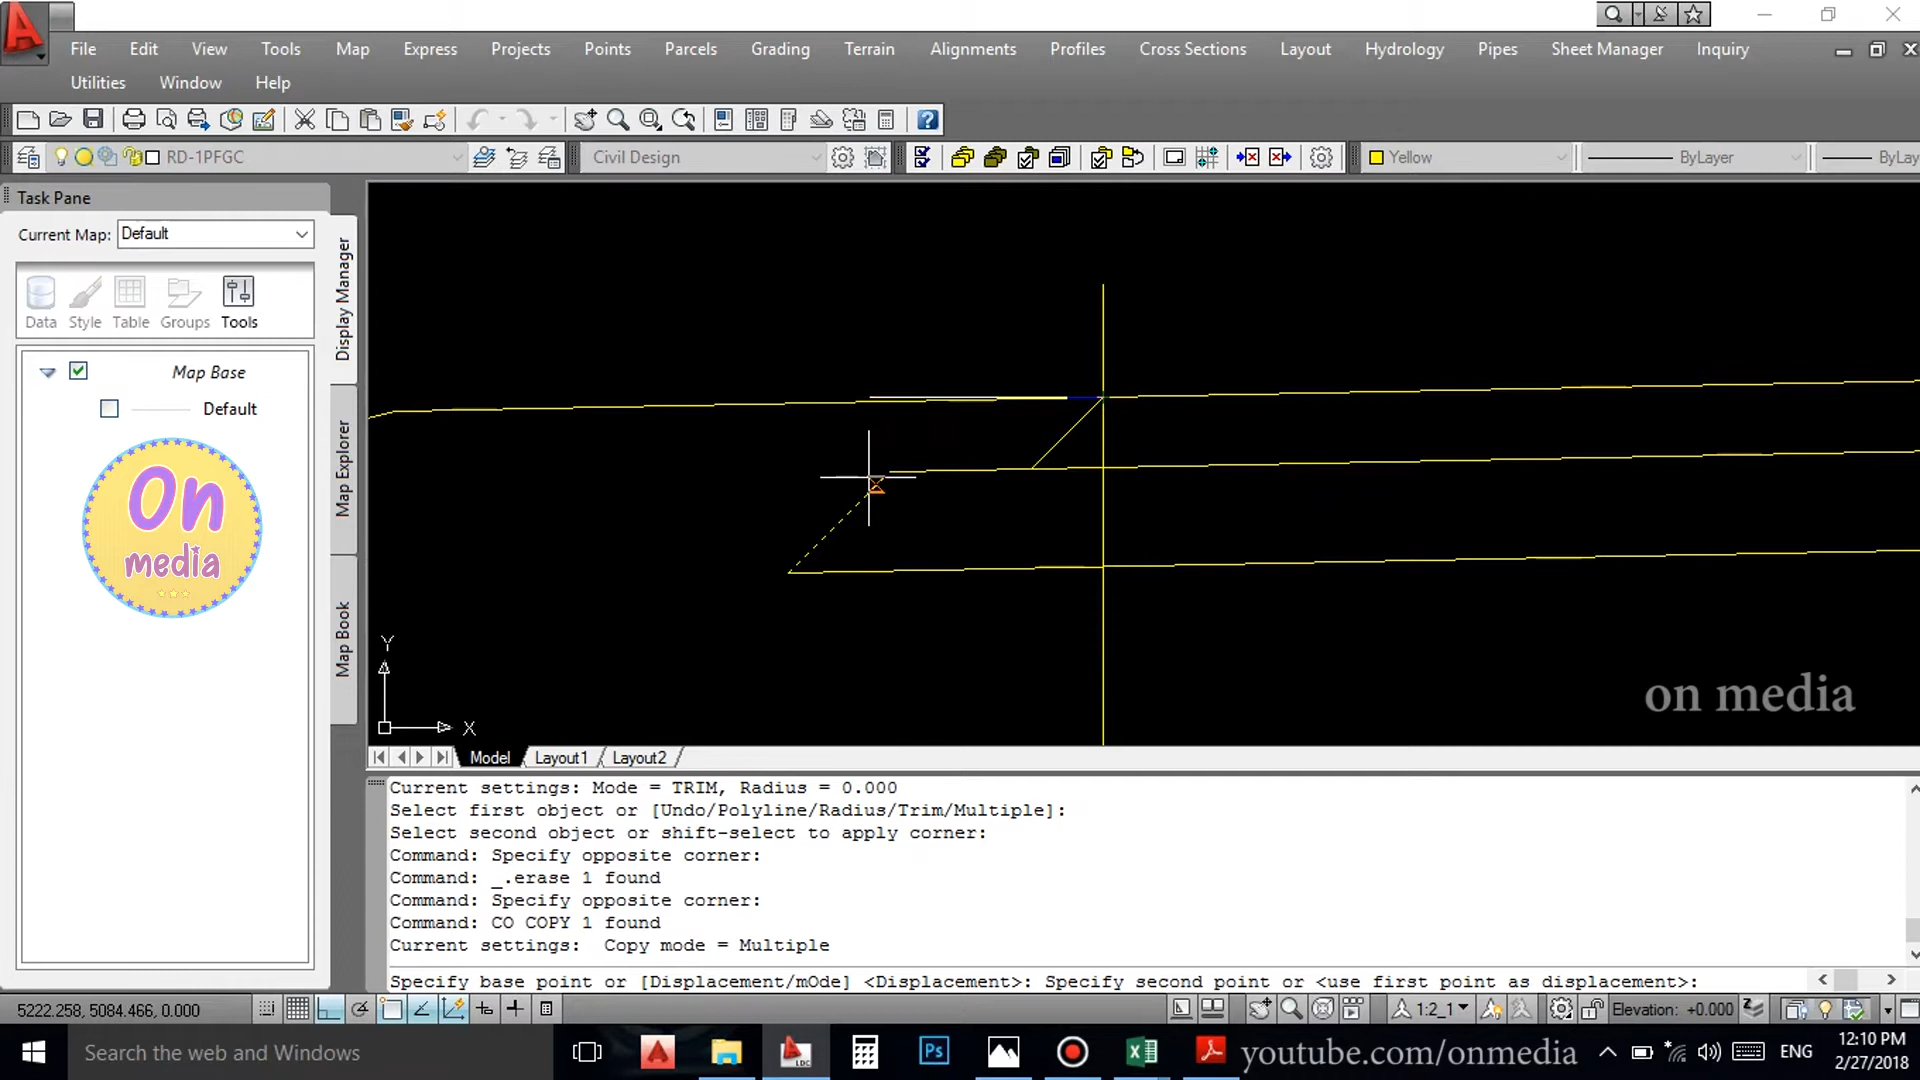 File Edit View Tools Map Express Projects Points Parcels Grading Terrain Alignments Profiles Cross Sections Layout Hydrology Pipes Sheet Manager Inquiry
Utilities Window Help
RD-1PFGC Civil Design Yellow ByLayer ByLay
Task Pane
Current Map: Default
Data Style Table Groups Tools
Map Base
Default
Display Manager
Map Explorer
Map Book
On
media
Y
X
on media
Model Layout1 Layout2
Current settings: Mode = TRIM, Radius = 0.000
Select first object or [Undo/Polyline/Radius/Trim/Multiple]:
Select second object or shift-select to apply corner:
Command: Specify opposite corner:
Command: _.erase 1 found
Command: Specify opposite corner:
Command: CO COPY 1 found
Current settings:  Copy mode = Multiple
Specify base point or [Displacement/mOde] <Displacement>: Specify second point or <use first point as displacement>:
5222.258, 5084.466, 0.000 1:2_1 Elevation: +0.000
Search the web and Windows LDC Ps youtube.com/onmedia ENG 12:10 PM
2/27/2018